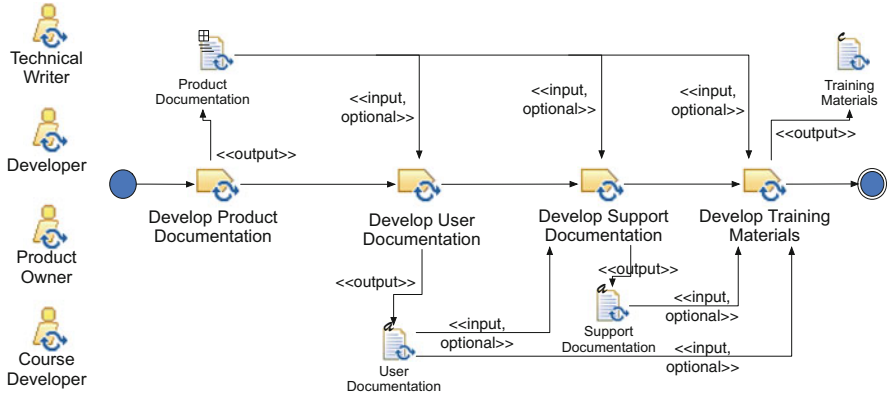 Technical
Writer
Developer
Product
Owner
Course
Developer
Product
Documentation
<<output>>
<<input,
optional>>
<<input,
optional>>
<<input,
optional>>
Training
Materials
<<output>>
Develop Product
Documentation
Develop User
Documentation
Develop Support
Documentation
Develop Training
Materials
<<output>>
a
User
Documentation
<<input,
optional>>
<<output>>
a
Support
Documentation
<<input,
optional>>
<<input,
optional>>